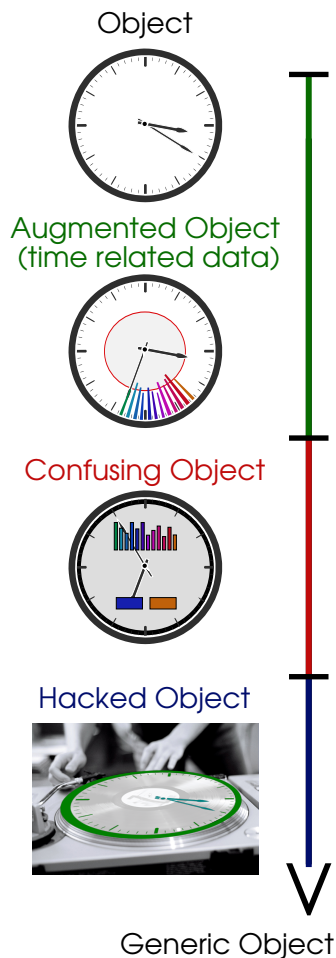 Object
Augmented Object
(time related data)
Confusing Object
Hacked Object
Generic Object